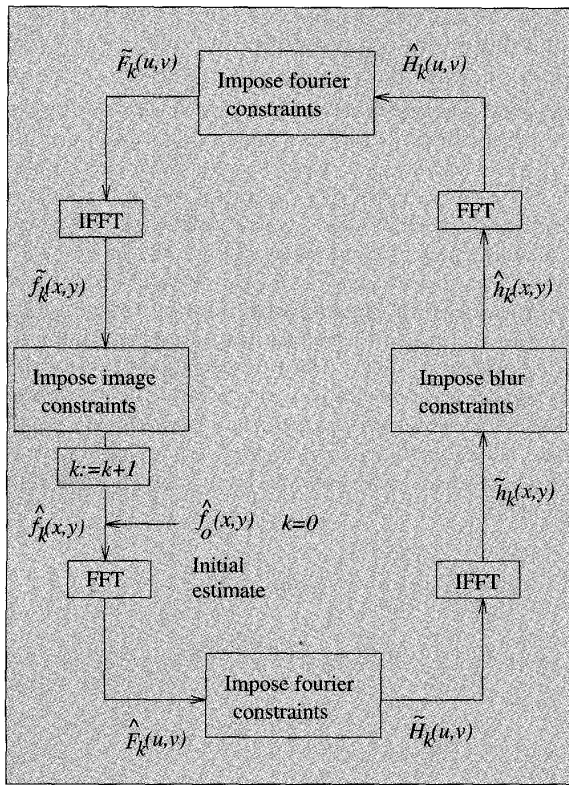 F̃k(u,v)
Impose fourier
constraints
Ĥk(u,v)
IFFT
FFT
f̃k(x,y)
ĥk(x,y)
Impose image
constraints
Impose blur
constraints
k:=k+1
h̃k(x,y)
f̂k(x,y)
f̂o(x,y) k=0
FFT
Initial
estimate
IFFT
Impose fourier
constraints
F̂k(u,v)
H̃k(u,v)